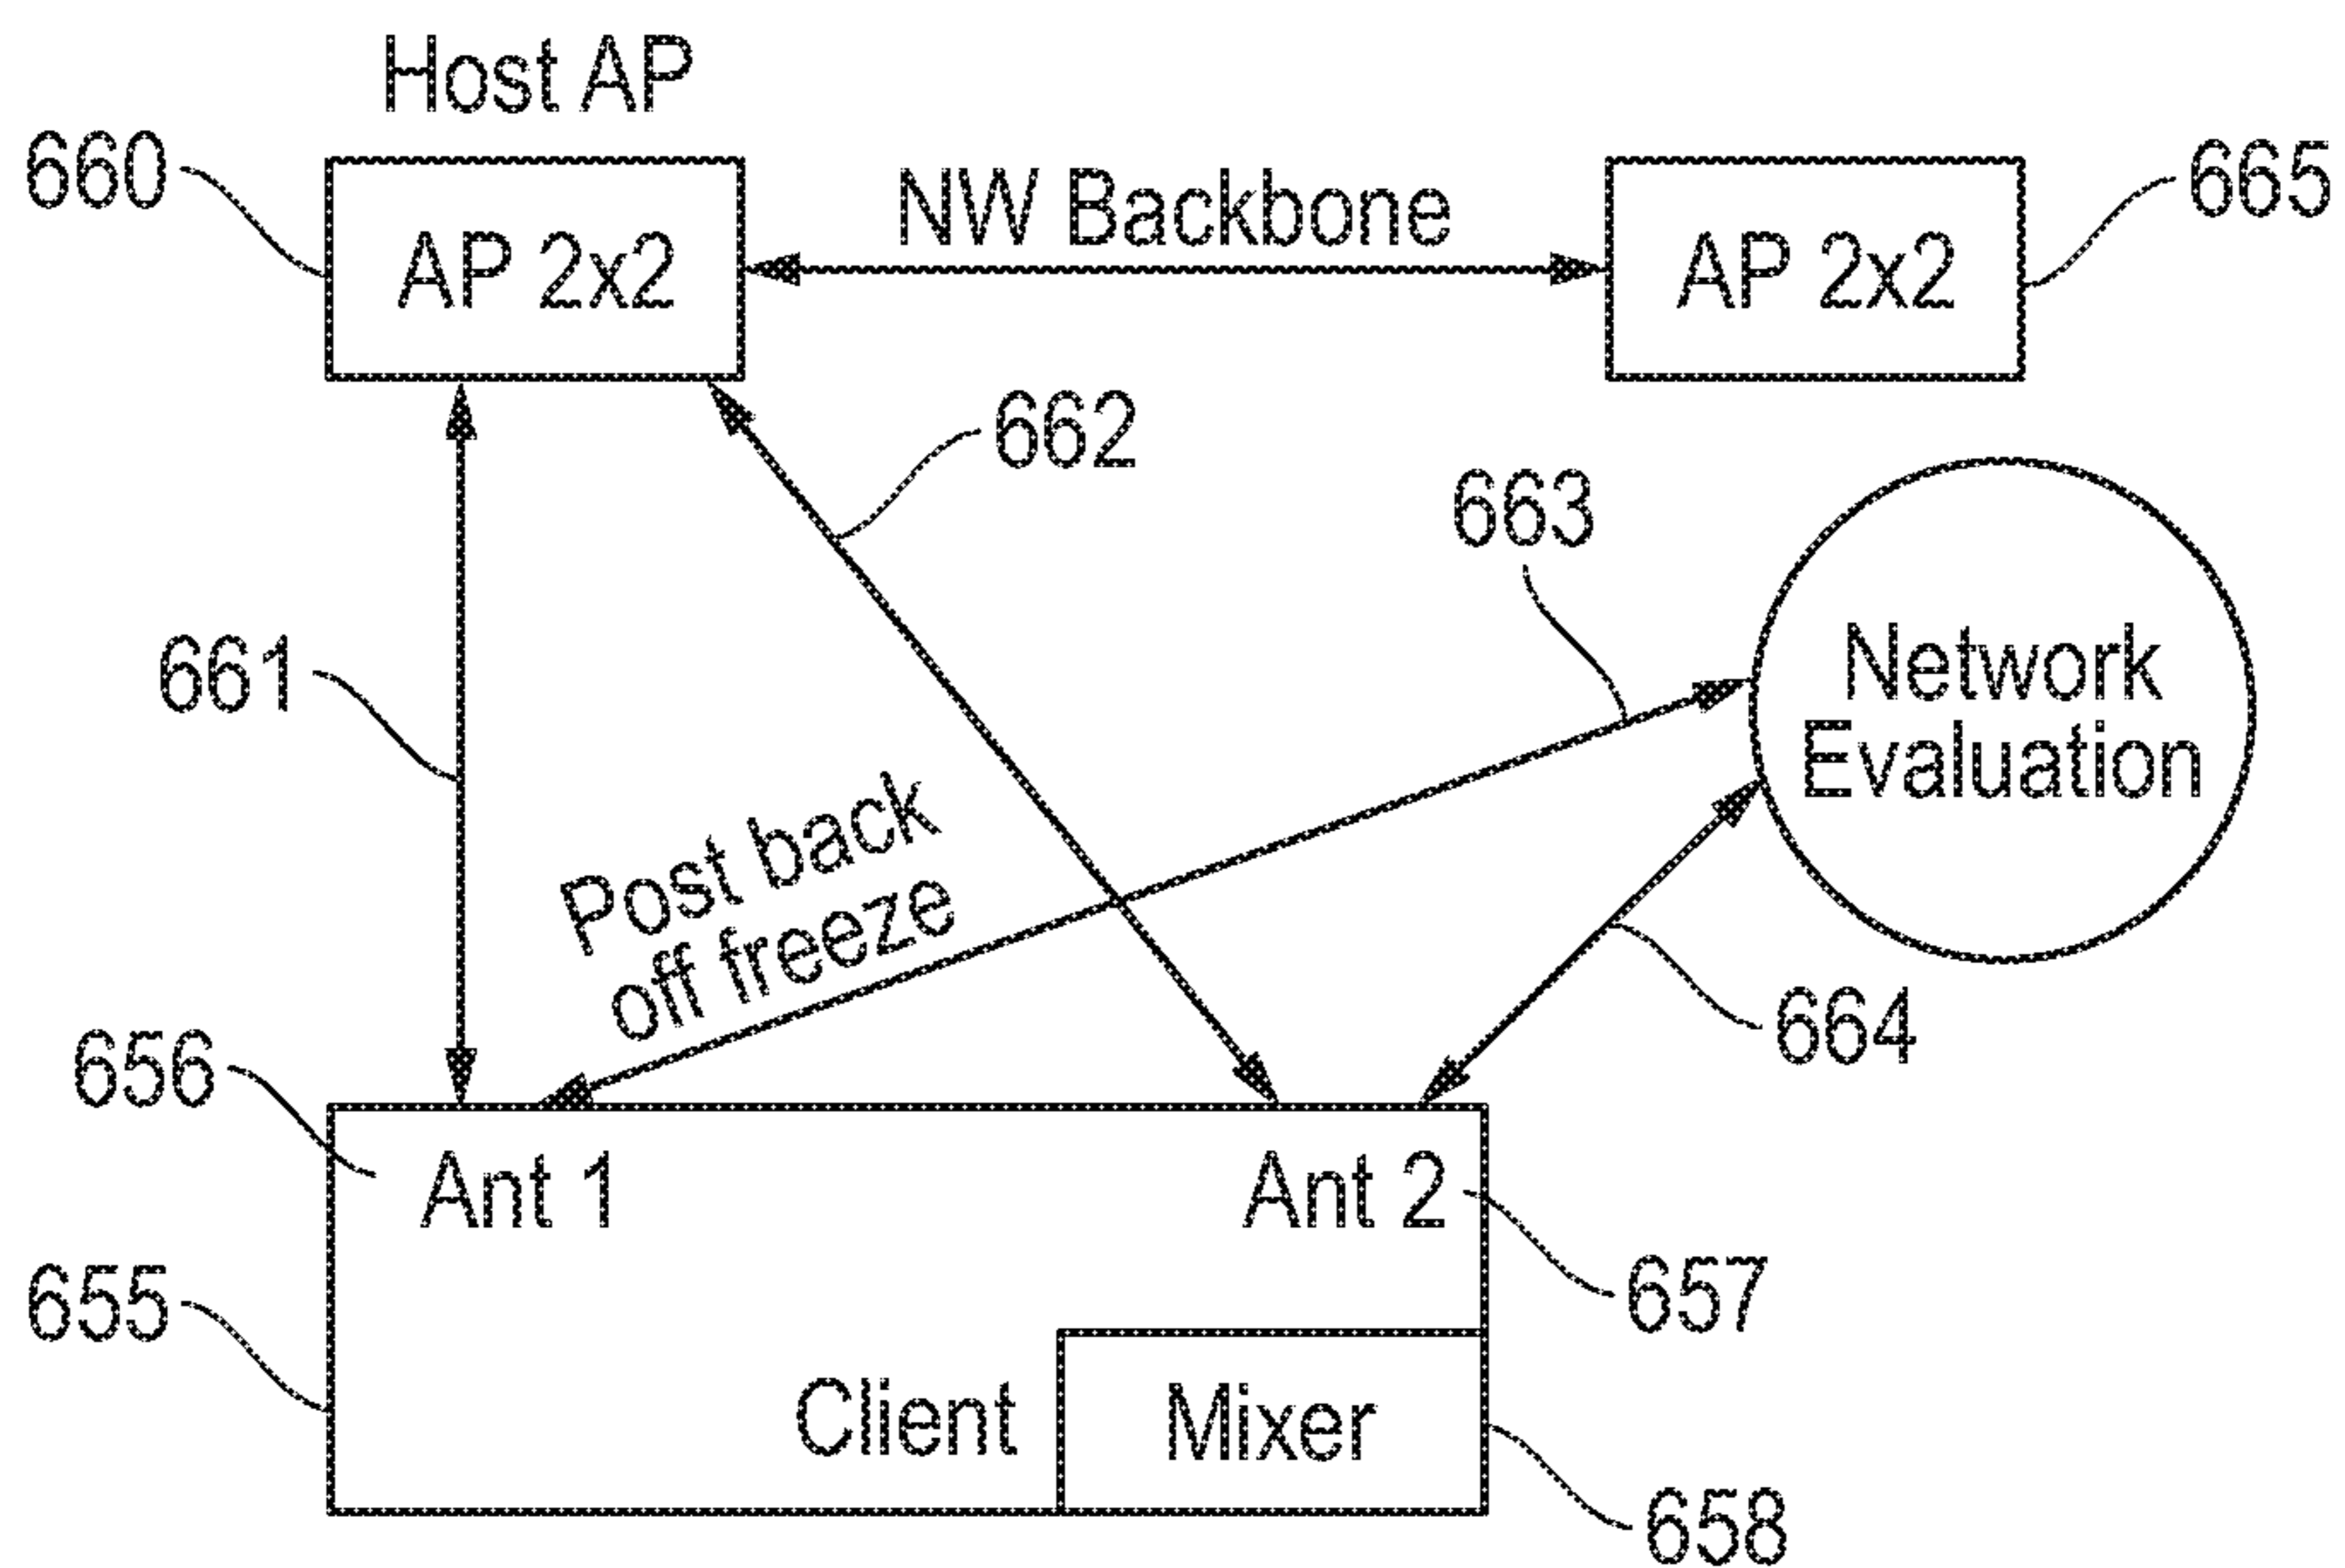 Host AP
660
AP 2x2
NW Backbone
AP 2x2
665
662
663
661
Network
Evaluation
Post back
off freeze
664
656
Ant 1
Ant 2
655
657
Client
Mixer
658